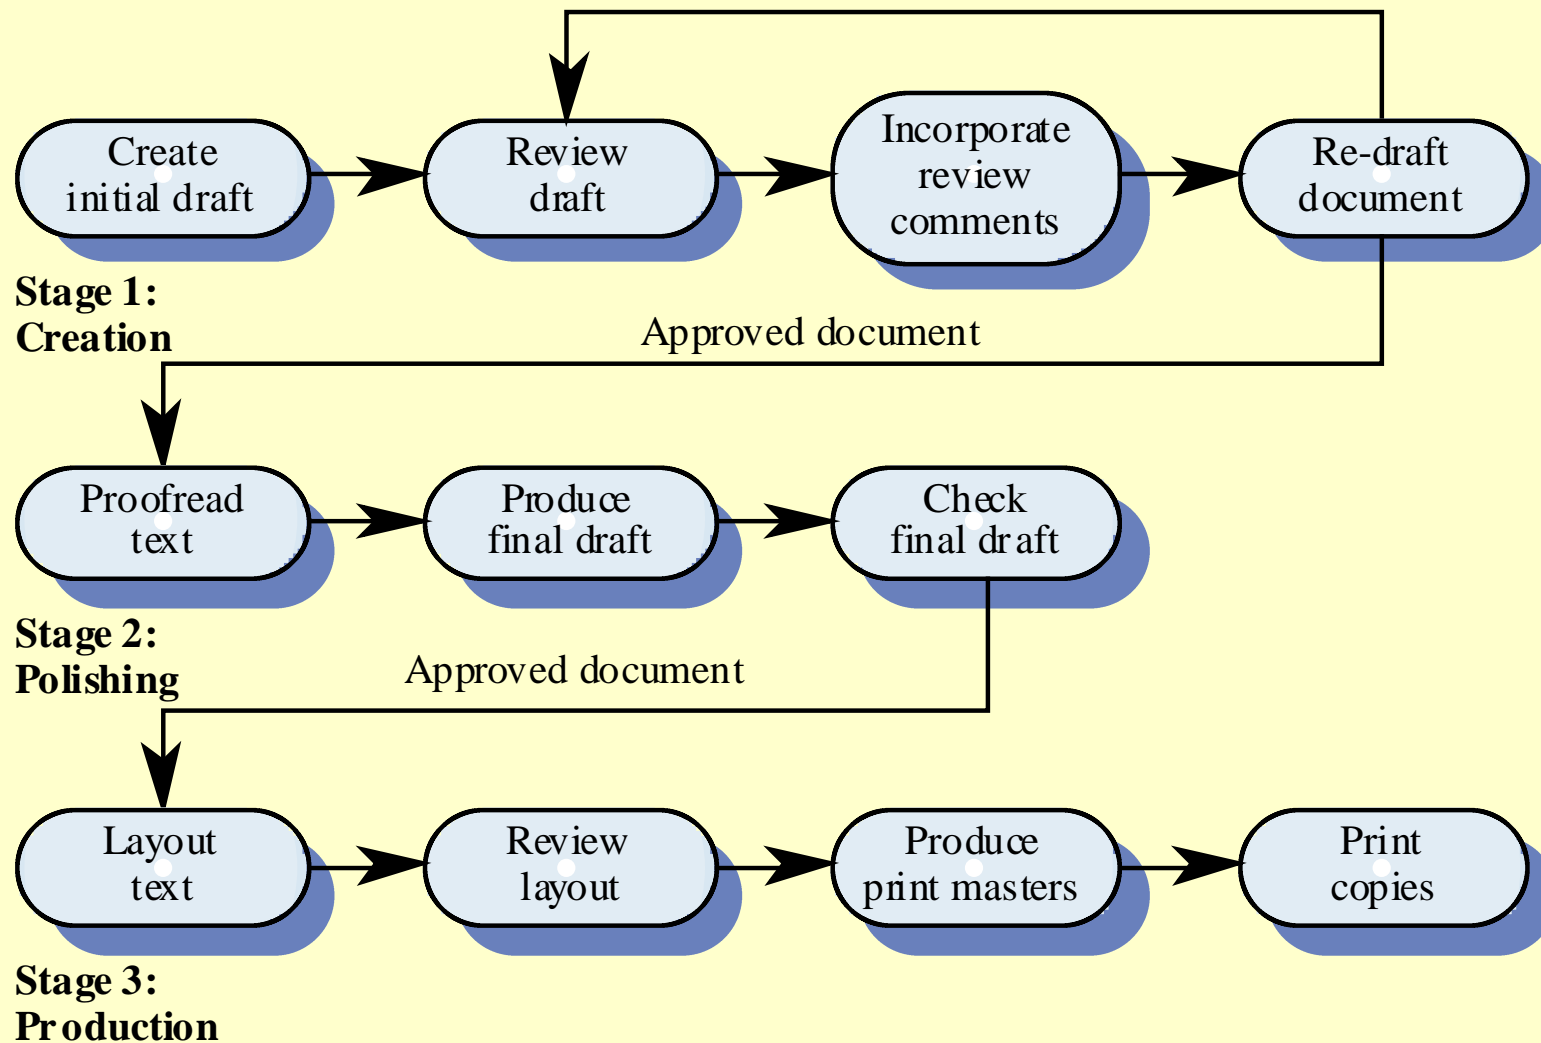 Create
initial draft
Review
draft
Incorporate
review
comments
Re-draft
document
Stage 1:
Creation
Approved document
Proofread
text
Produce
final draft
Check
final draft
Stage 2:
Polishing
Approved document
Layout
text
Review
layout
Produce
print masters
Print
copies
Stage 3:
Production